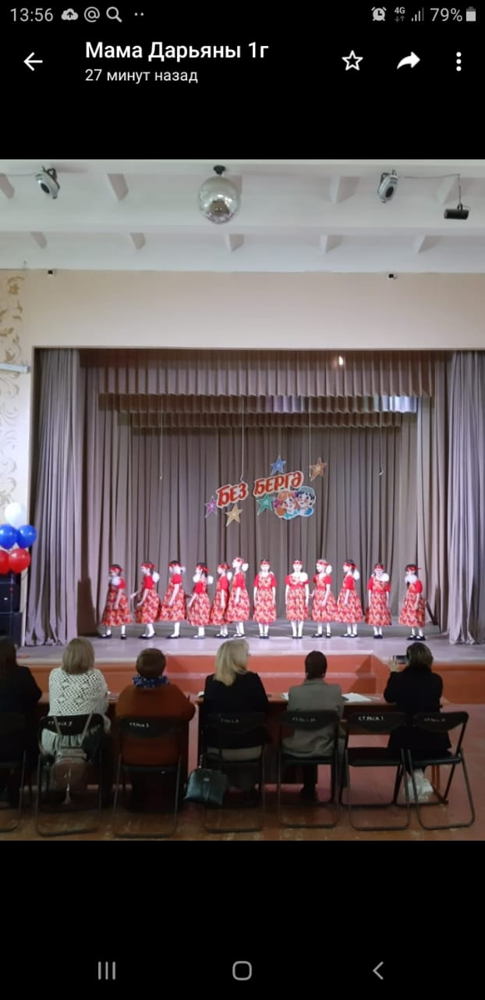 13:56
4G
79%
Мама Дарьяны 1г
27 минут назад
БЕЗ БЕРГӘ